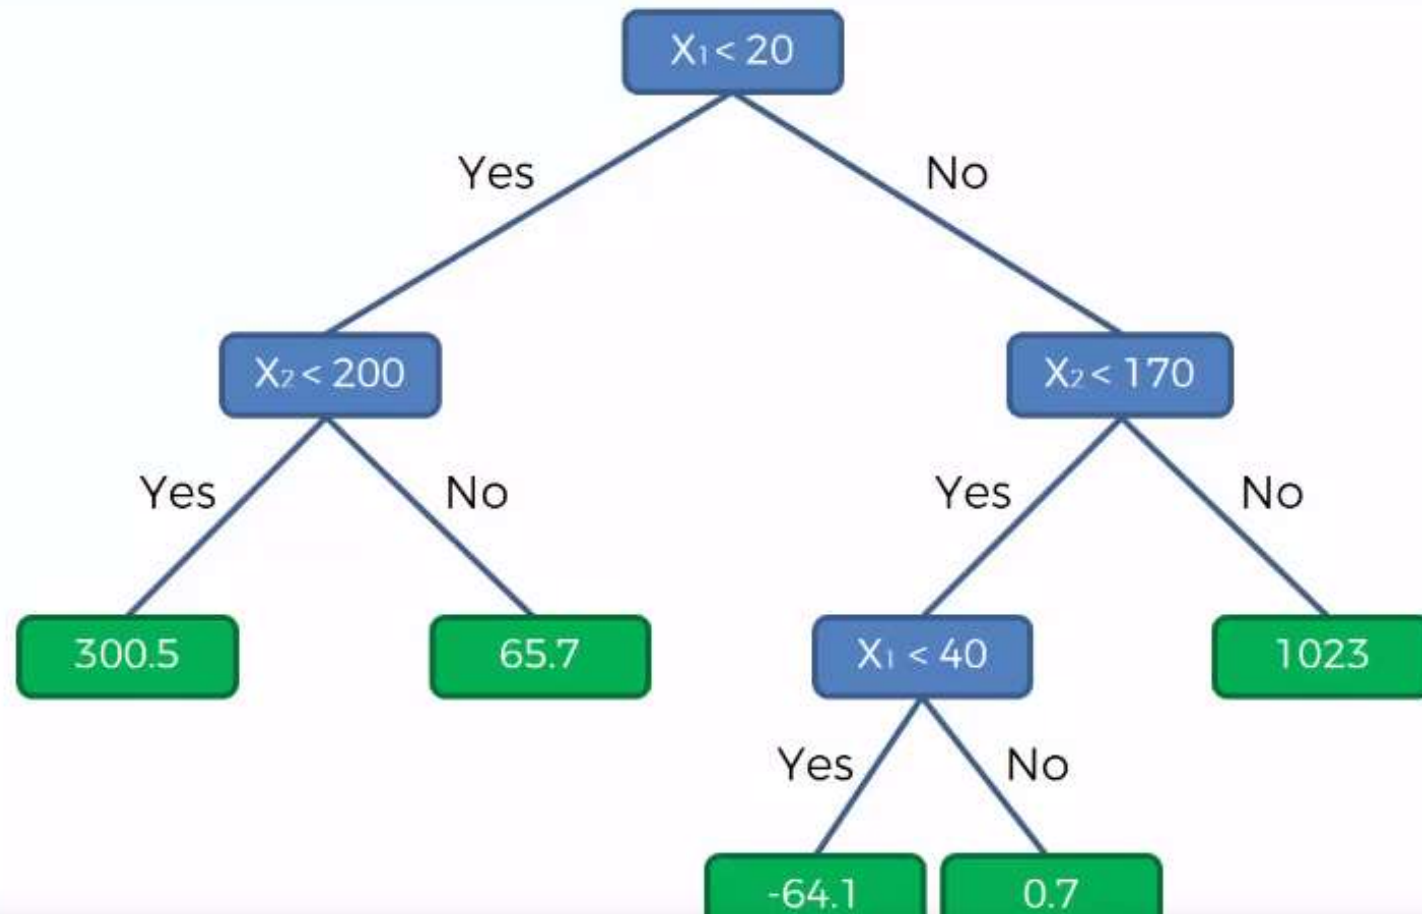 X₁ < 20
Yes
No
X₂ < 200
X₂ < 170
Yes
No
Yes
No
300.5
65.7
X₁ < 40
1023
Yes
No
-64.1
0.7